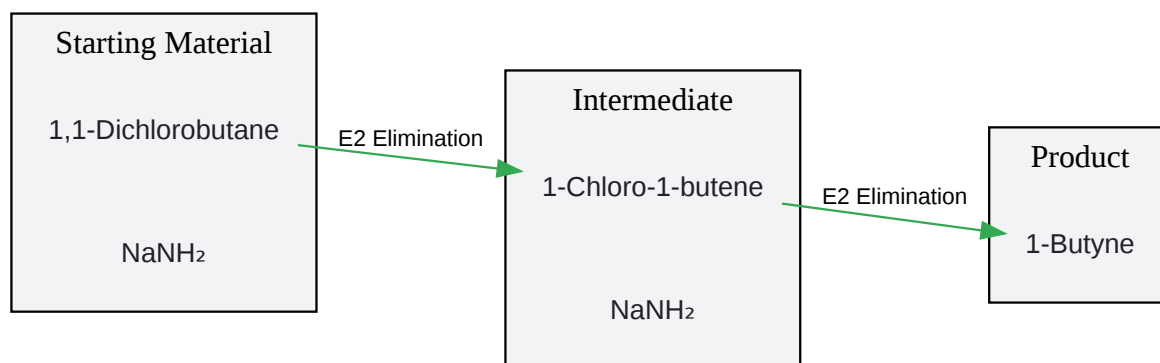 Starting Material
1,1-Dichlorobutane
NaNH₂
E2 Elimination
Intermediate
1-Chloro-1-butene
NaNH₂
E2 Elimination
Product
1-Butyne